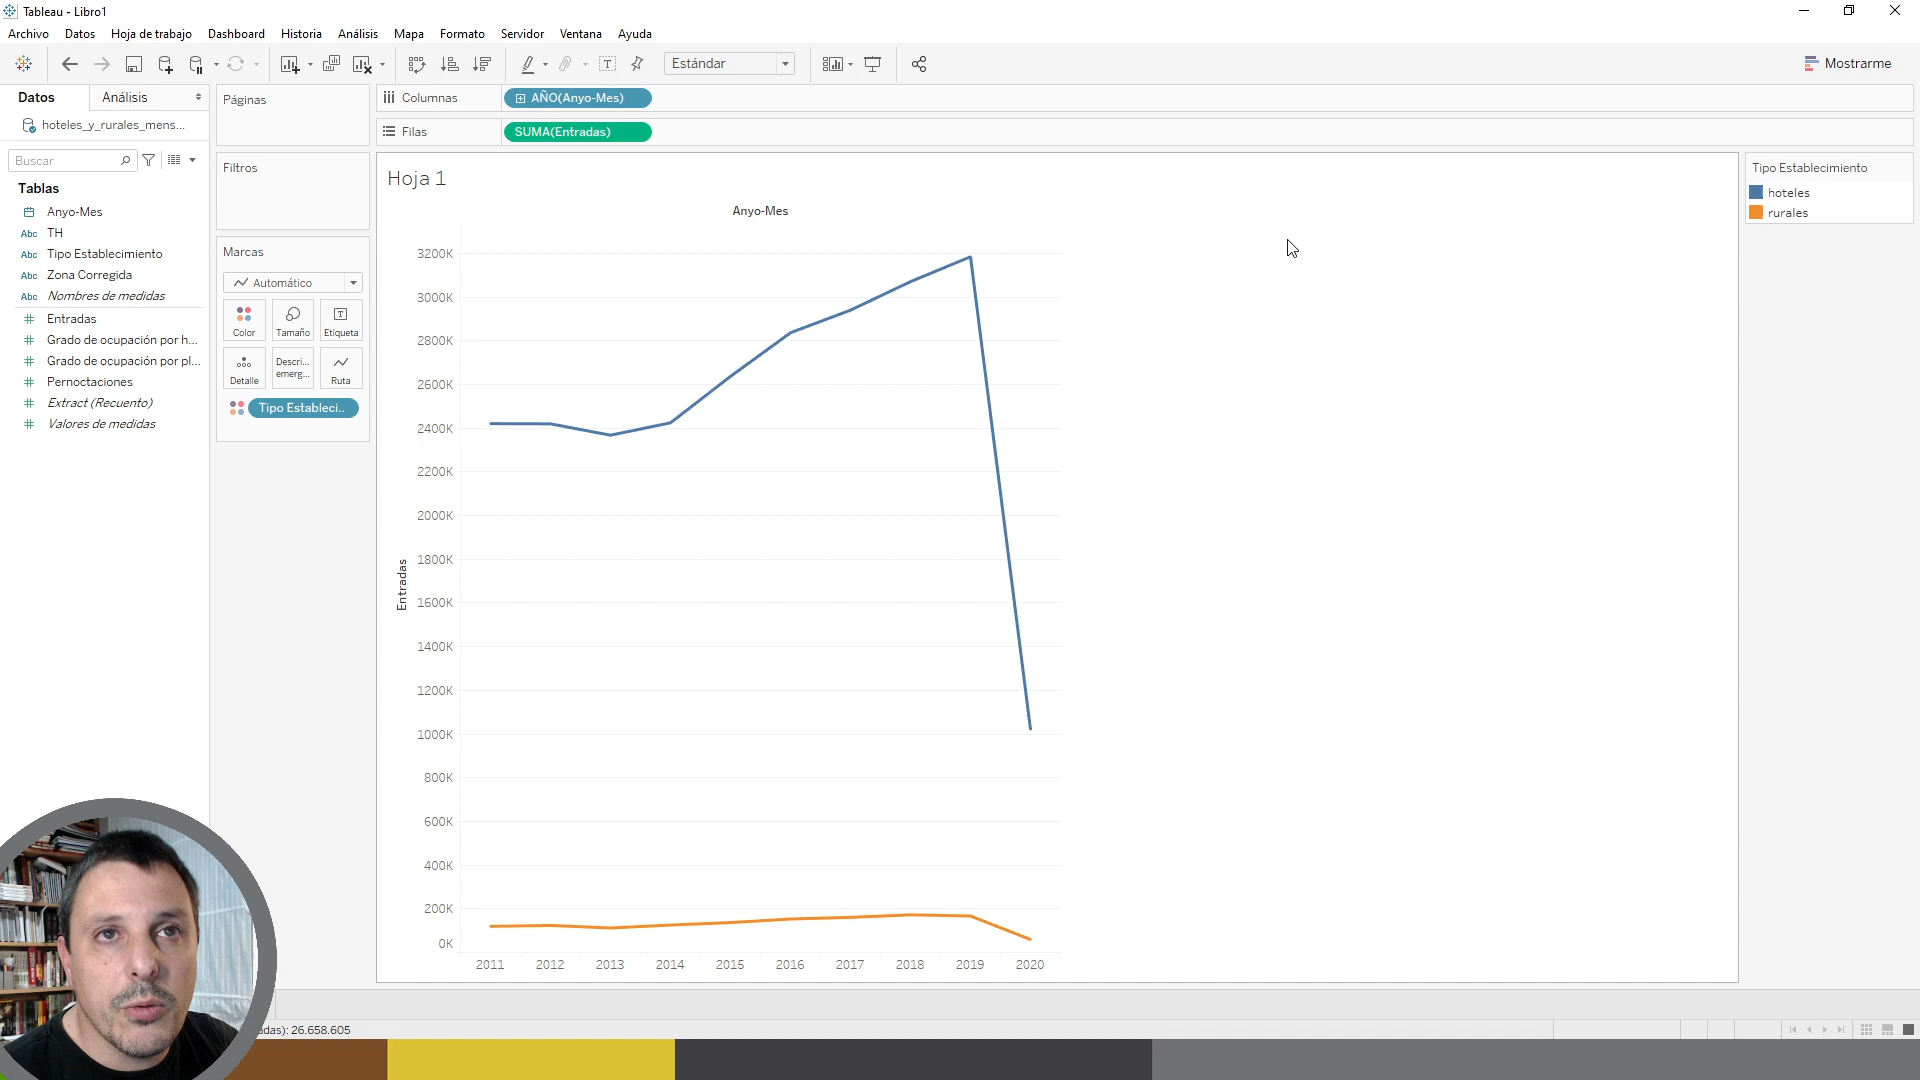 Tableau - Libro1
Archivo Datos Hoja de trabajo Dashboard Historia Análisis Mapa Formato Servidor Ventana Ayuda
Estándar
Mostrarme
Datos Análisis
hoteles_y_rurales_mens...
Buscar
Tablas
Anyo-Mes
Abc TH
Abc Tipo Establecimiento
Abc Zona Corregida
Abc Nombres de medidas
# Entradas
# Grado de ocupación por h...
# Grado de ocupación por pl...
# Pernoctaciones
# Extract (Recuento)
# Valores de medidas
Páginas
Filtros
Marcas
Automático
Color Tamaño Etiqueta
Detalle Descri... emerg... Ruta
Tipo Estableci..
Columnas AÑO(Anyo-Mes)
Filas SUMA(Entradas)
Hoja 1
Anyo-Mes
Entradas
3200K
3000K
2800K
2600K
2400K
2200K
2000K
1800K
1600K
1400K
1200K
1000K
800K
600K
400K
200K
0K
2011 2012 2013 2014 2015 2016 2017 2018 2019 2020
Tipo Establecimiento
hoteles
rurales
adas): 26.658.605